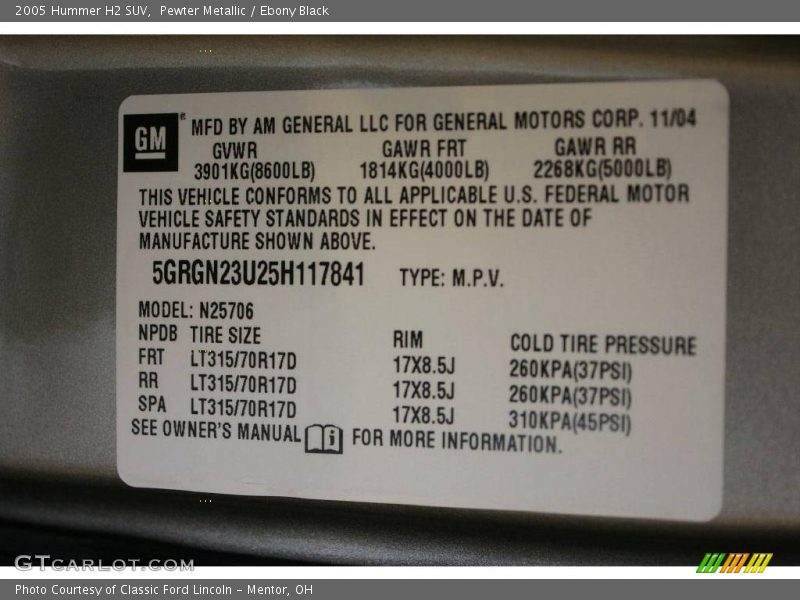 2005 Hummer H2 SUV,  Pewter Metallic / Ebony Black
GM® MFD BY AM GENERAL LLC FOR GENERAL MOTORS CORP. 11/04
GVWR GAWR FRT GAWR RR
3901KG(8600LB) 1814KG(4000LB) 2268KG(5000LB)
THIS VEHICLE CONFORMS TO ALL APPLICABLE U.S. FEDERAL MOTOR
VEHICLE SAFETY STANDARDS IN EFFECT ON THE DATE OF
MANUFACTURE SHOWN ABOVE.
5GRGN23U25H117841 TYPE: M.P.V.
MODEL: N25706
NPDB TIRE SIZE RIM COLD TIRE PRESSURE
FRT LT315/70R17D 17X8.5J 260KPA(37PSI)
RR LT315/70R17D 17X8.5J 260KPA(37PSI)
SPA LT315/70R17D 17X8.5J 310KPA(45PSI)
SEE OWNER'S MANUAL i FOR MORE INFORMATION.
GTCARLOT.COM
Photo Courtesy of Classic Ford Lincoln - Mentor, OH